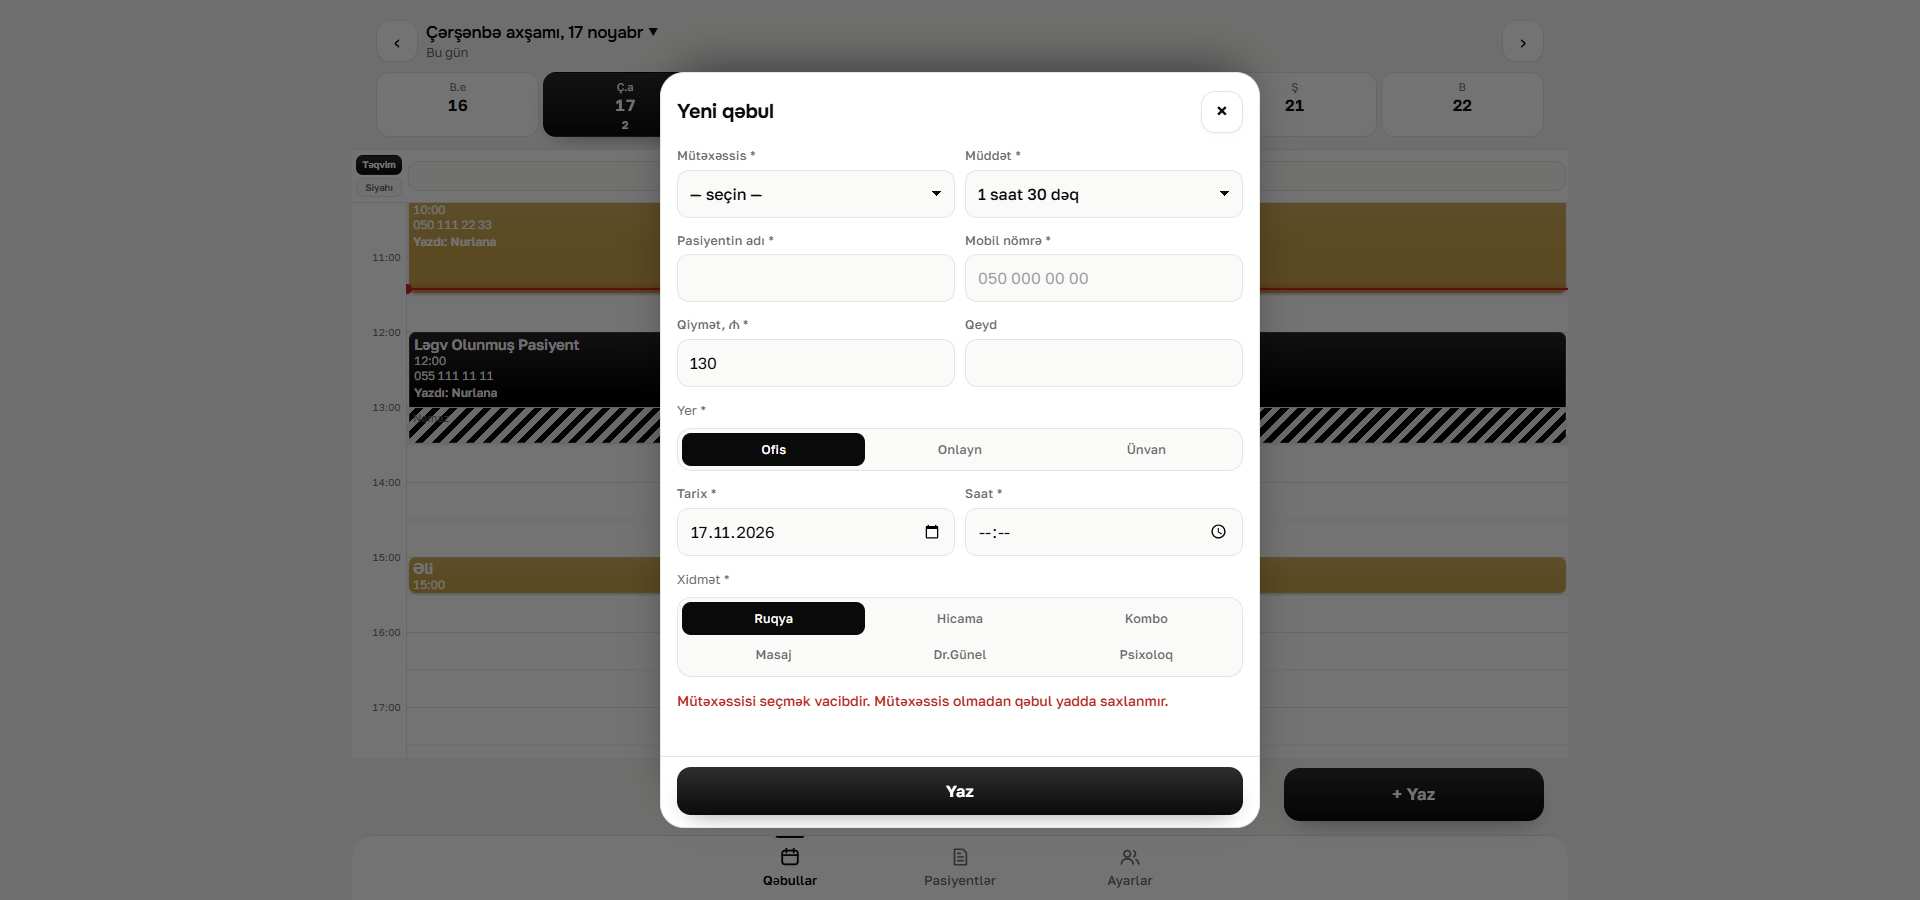 Çərşənbə axşamı, 17 noyabr ▼
Bu gün
B.e
16
Ç.a
17
2
Ş
21
B
22
Təqvim
Siyahı
10:00
050 111 22 33
Yazdı: Nurlana
11:00
12:00
Ləğv Olunmuş Pasiyent
12:00
055 111 11 11
Yazdı: Nurlana
13:00
14:00
15:00
Əli
15:00
16:00
17:00
Yeni qəbul
Mütəxəssis *
Müddət *
— seçin —
1 saat 30 dəq
Pasiyentin adı *
Mobil nömrə *
050 000 00 00
Qiymət, ₼ *
Qeyd
130
Yer *
Ofis
Onlayn
Ünvan
Tarix *
Saat *
17.11.2026
--:--
Xidmət *
Ruqya
Hicama
Kombo
Masaj
Dr.Günel
Psixoloq
Mütəxəssisi seçmək vacibdir. Mütəxəssis olmadan qəbul yadda saxlanmır.
Yaz
+ Yaz
Qəbullar
Pasiyentlər
Ayarlar